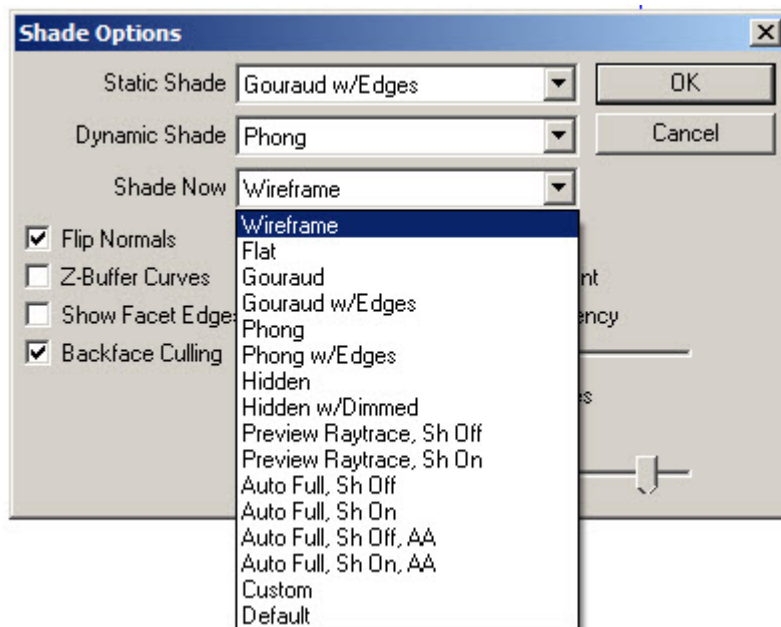 Shade Options
Static Shade Gouraud w/Edges OK
Dynamic Shade Phong Cancel
Shade Now Wireframe
Flip Normals
Z-Buffer Curves
Show Facet Edge
Backface Culling
Wireframe
Flat
Gouraud
Gouraud w/Edges
Phong
Phong w/Edges
Hidden
Hidden w/Dimmed
Preview Raytrace, Sh Off
Preview Raytrace, Sh On
Auto Full, Sh Off
Auto Full, Sh On
Auto Full, Sh Off, AA
Auto Full, Sh On, AA
Custom
Default
nt
ency
es